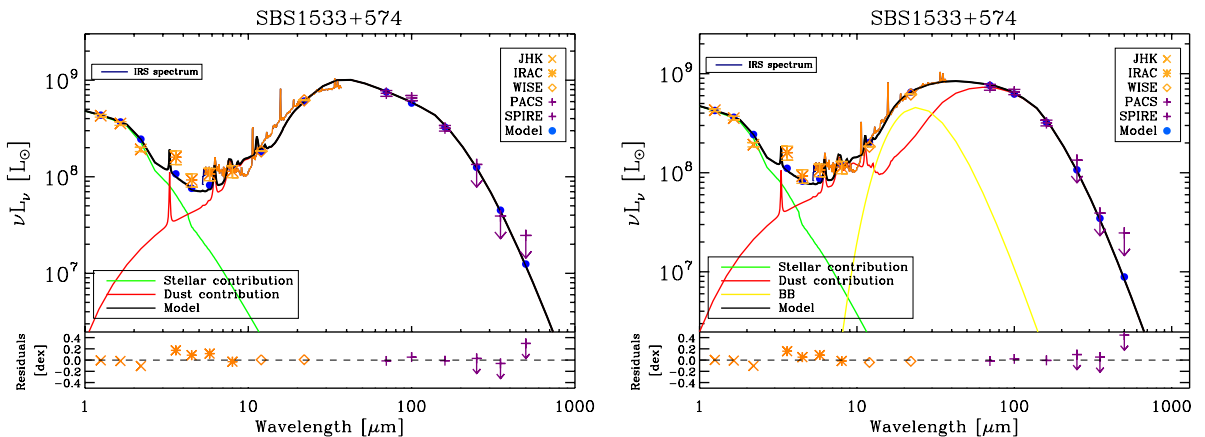 SBS1533+574
IRS spectrum
JHK
IRAC
WISE
PACS
SPIRE
Model
νLν [L⊙]
10^9
10^8
10^7
Stellar contribution
Dust contribution
Model
Residuals [dex]
0.4
0.2
0.0
−0.2
−0.4
1 10 100 1000
Wavelength [μm]
SBS1533+574
IRS spectrum
JHK
IRAC
WISE
PACS
SPIRE
Model
νLν [L⊙]
10^9
10^8
10^7
Stellar contribution
Dust contribution
BB
Model
Residuals [dex]
0.4
0.2
0.0
−0.2
−0.4
1 10 100 1000
Wavelength [μm]